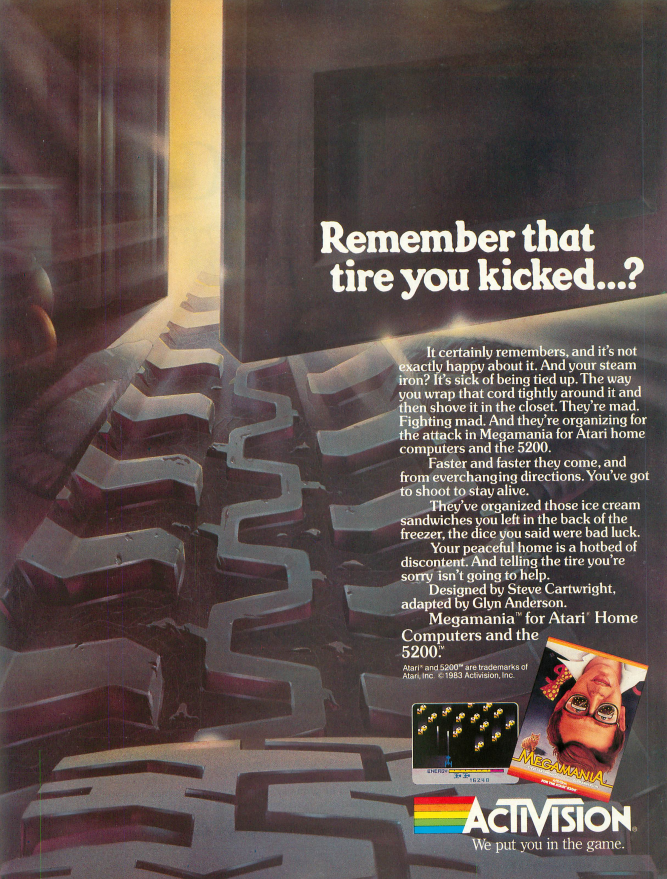 Remember that
tire you kicked...?
It certainly remembers, and it's not
exactly happy about it. And your steam
iron? It's sick of being tied up. The way
you wrap that cord tightly around it and
then shove it in the closet. They're mad.
Fighting mad. And they're organizing for
the attack in Megamania for Atari home
computers and the 5200.
Faster and faster they come, and
from everchanging directions. You've got
to shoot to stay alive.
They've organized those ice cream
sandwiches you left in the back of the
freezer, the dice you said were bad luck.
Your peaceful home is a hotbed of
discontent. And telling the tire you're
sorry isn't going to help.
Designed by Steve Cartwright,
adapted by Glyn Anderson.
Megamania™ for Atari® Home
Computers and the
5200.™
Atari® and 5200™ are trademarks of
Atari, Inc. ©1983 Activision, Inc.
ENERGY
16240
MEGAMANIA
ACTIVISION®
We put you in the game.